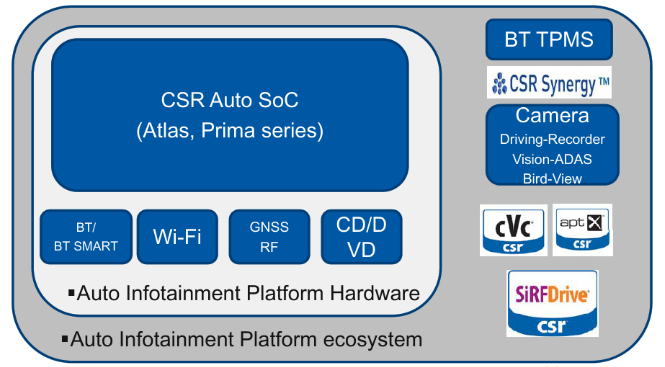 CSR Auto SoC
(Atlas, Prima series)
BT/
BT SMART
Wi-Fi
GNSS
RF
CD/D
VD
▪Auto Infotainment Platform Hardware
▪Auto Infotainment Platform ecosystem
BT TPMS
CSR Synergy™
Camera
Driving-Recorder
Vision-ADAS
Bird-View
cVc®
csr
aptX®
csr
SiRFDrive®
csr